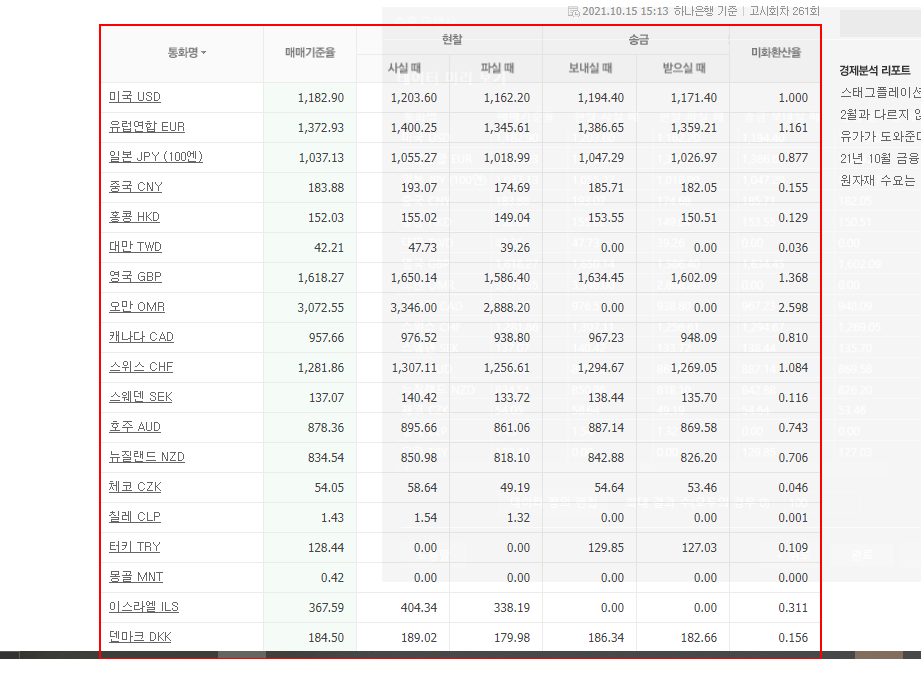 2021.10.15 15:13 하나은행 기준 | 고시회차 261회
통화명 매매기준율 현찰 송금 미화환산율
사실 때 파실 때 보내실 때 받으실 때
미국 USD 1,182.90 1,203.60 1,162.20 1,194.40 1,171.40 1.000
유럽연합 EUR 1,372.93 1,400.25 1,345.61 1,386.65 1,359.21 1.161
일본 JPY (100엔) 1,037.13 1,055.27 1,018.99 1,047.29 1,026.97 0.877
중국 CNY 183.88 193.07 174.69 185.71 182.05 0.155
홍콩 HKD 152.03 155.02 149.04 153.55 150.51 0.129
대만 TWD 42.21 47.73 39.26 0.00 0.00 0.036
영국 GBP 1,618.27 1,650.14 1,586.40 1,634.45 1,602.09 1.368
오만 OMR 3,072.55 3,346.00 2,888.20 0.00 0.00 2.598
캐나다 CAD 957.66 976.52 938.80 967.23 948.09 0.810
스위스 CHF 1,281.86 1,307.11 1,256.61 1,294.67 1,269.05 1.084
스웨덴 SEK 137.07 140.42 133.72 138.44 135.70 0.116
호주 AUD 878.36 895.66 861.06 887.14 869.58 0.743
뉴질랜드 NZD 834.54 850.98 818.10 842.88 826.20 0.706
체코 CZK 54.05 58.64 49.19 54.64 53.46 0.046
칠레 CLP 1.43 1.54 1.32 0.00 0.00 0.001
터키 TRY 128.44 0.00 0.00 129.85 127.03 0.109
몽골 MNT 0.42 0.00 0.00 0.00 0.00 0.000
이스라엘 ILS 367.59 404.34 338.19 0.00 0.00 0.311
덴마크 DKK 184.50 189.02 179.98 186.34 182.66 0.156
경제분석 리포트
스태그플레이션
2월과 다르지
유가가 도와준다
21년 10월 금융
원자재 수요는